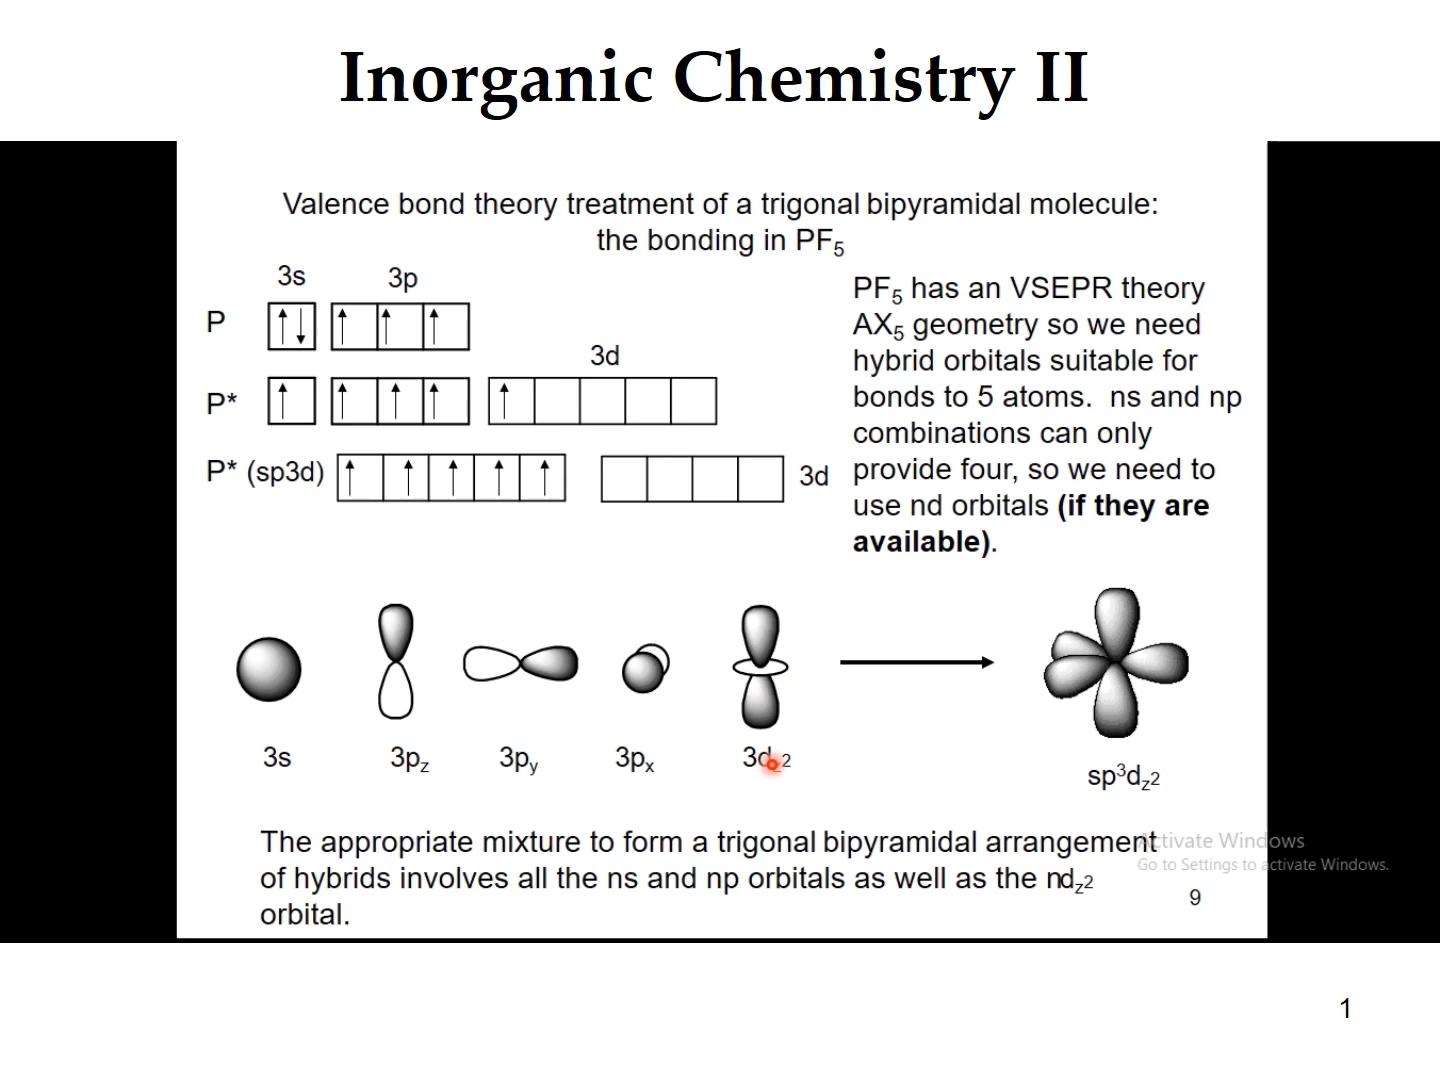 Inorganic Chemistry II
Valence bond theory treatment of a trigonal bipyramidal molecule:
the bonding in PF5
3s
3p
P
3d
P*
P* (sp3d)
3d
PF5 has an VSEPR theory
AX5 geometry so we need
hybrid orbitals suitable for
bonds to 5 atoms. ns and np
combinations can only
provide four, so we need to
use nd orbitals (if they are
available).
3s
3pz
3py
3px
3dz2
sp3dz2
The appropriate mixture to form a trigonal bipyramidal arrangement
of hybrids involves all the ns and np orbitals as well as the ndz2
orbital.
Activate Windows
Go to Settings to activate Windows.
9
1